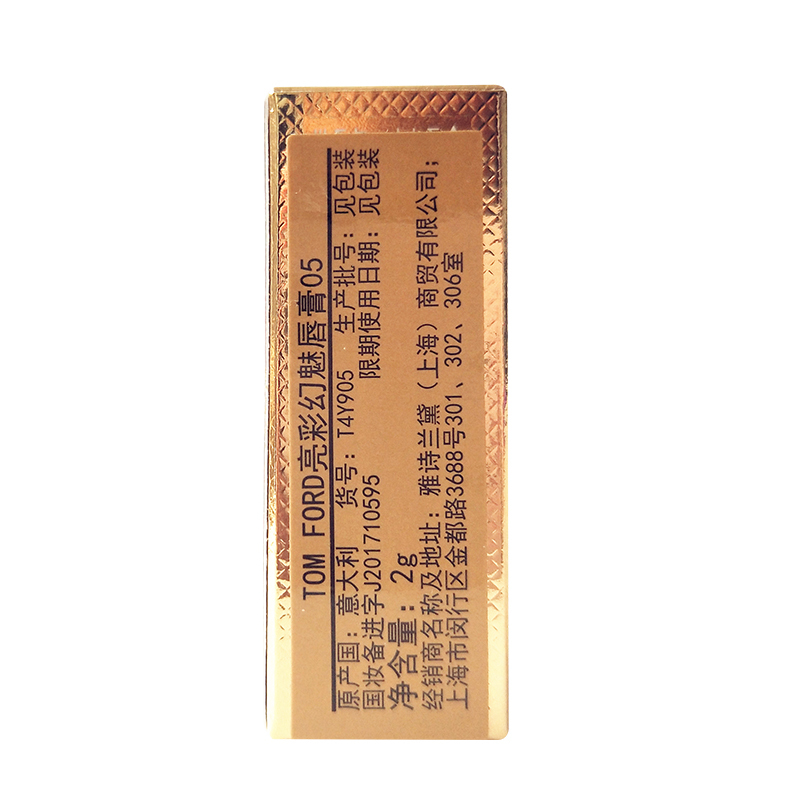 TOM FORD亮彩幻魅唇膏05
原产国：意大利 货号：T4Y905 生产批号：见包装
国妆备进字J201710595 限期使用日期：见包装
净含量：2g
经销商名称及地址：雅诗兰黛（上海）商贸有限公司；
上海市闵行区金都路3688号301、302、306室